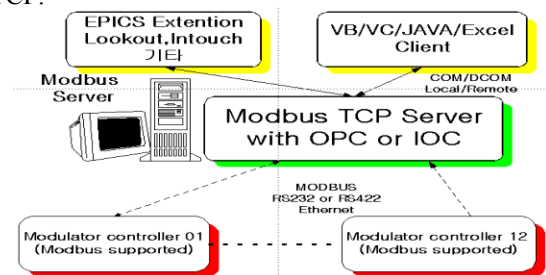 TCP.
EPICS Extention
Lookout,Intouch
기타
VB/VC/JAVA/Excel
Client
Modbus
Server
COM/DCOM
Local/Remote
Modbus TCP Server
with OPC or IOC
MODBUS
RS232 or RS422
Ethernet
Modulator controller 01
(Modbus supported)
Modulator controller 12
(Modbus supported)